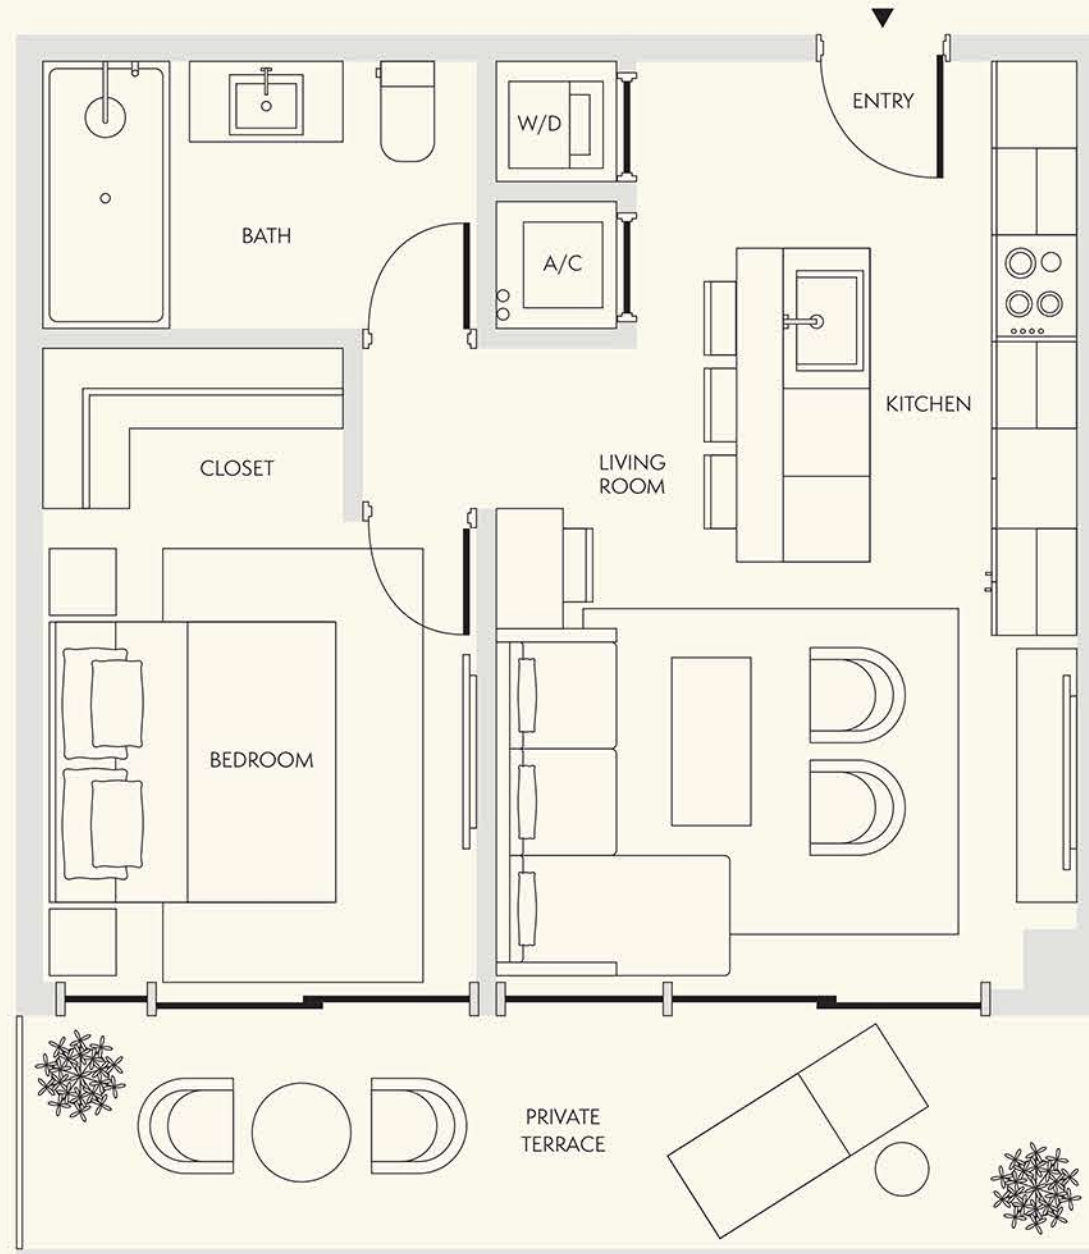 ENTRY
W/D
BATH
A/C
KITCHEN
LIVING
ROOM
CLOSET
BEDROOM
PRIVATE
TERRACE